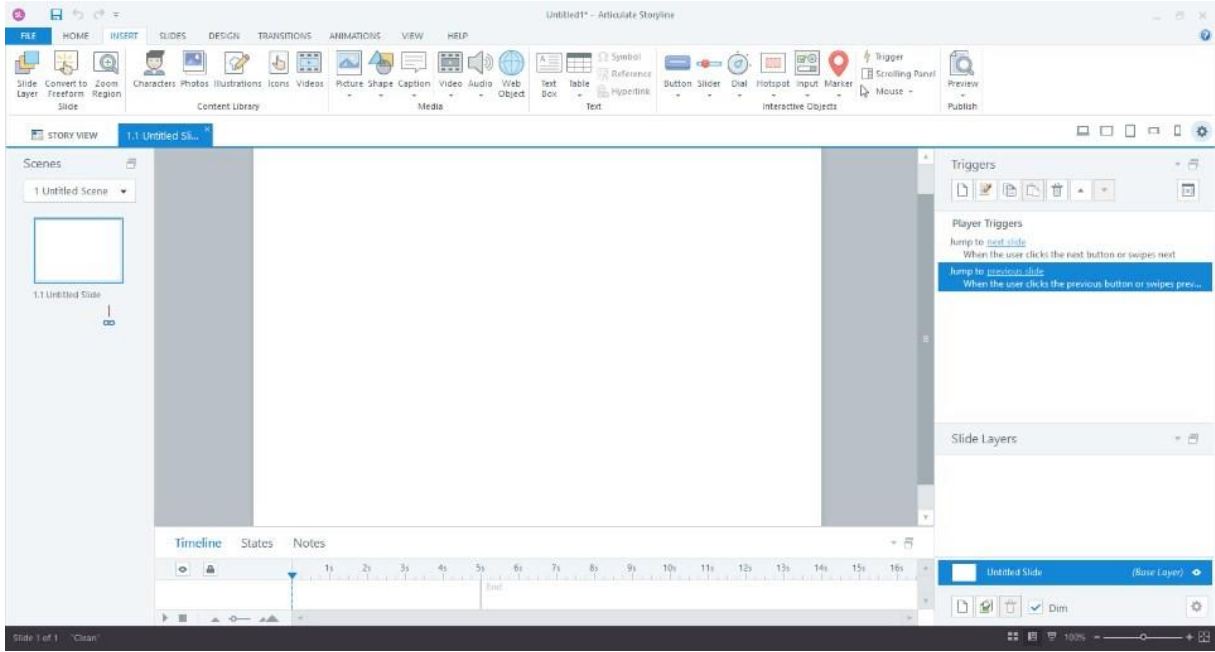 Untitled1* - Articulate Storyline
FILE HOME INSERT SLIDES DESIGN TRANSITIONS ANIMATIONS VIEW HELP
Slide Layer
Convert to Freeform
Zoom Region
Slide
Characters Photos Illustrations Icons Videos
Content Library
Picture Shape Caption Video Audio Web Object
Media
Text Box
Table
Symbol
Reference
Hyperlink
Text
Button Slider Dial Hotspot Input Marker
Trigger
Scrolling Panel
Mouse
Interactive Objects
Preview
Publish
STORY VIEW
1.1 Untitled Sli...
Scenes
1 Untitled Scene
1.1 Untitled Slide
Triggers
Player Triggers
Jump to next slide
When the user clicks the next button or swipes next
Jump to previous slide
When the user clicks the previous button or swipes prev...
Slide Layers
Timeline States Notes
1s 2s 3s 4s 5s 6s 7s 8s 9s 10s 11s 12s 13s 14s 15s 16s
End
Untitled Slide (Base Layer)
Dim
Slide 1 of 1 "Clean"
100%